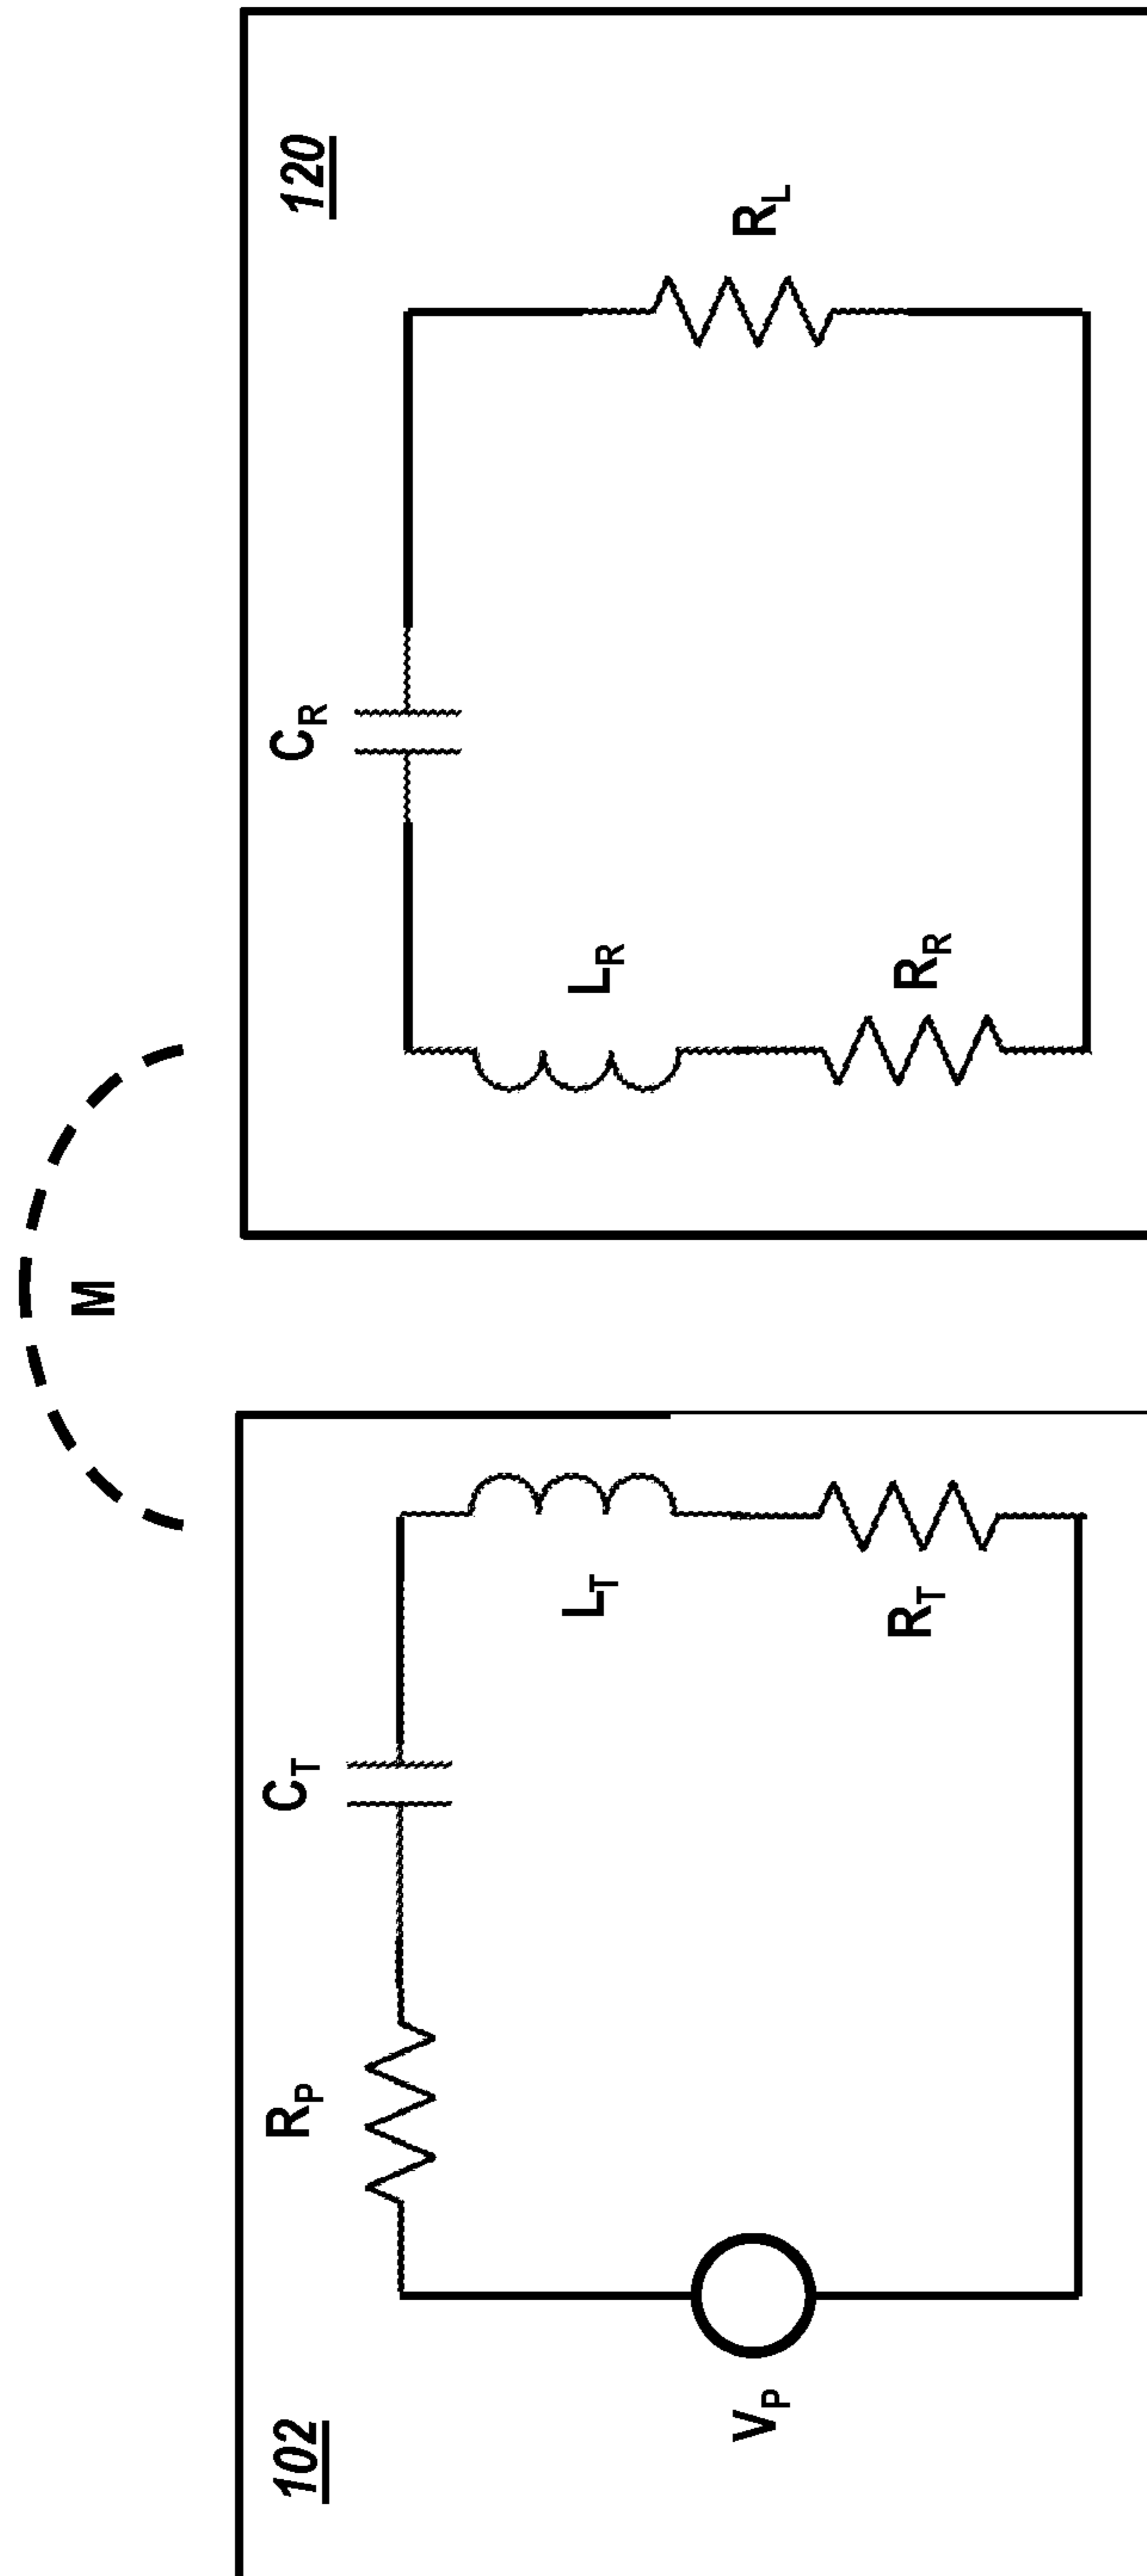 M
102
120
R_P
C_T
C_R
L_T
L_R
V_P
R_L
R_T
R_R